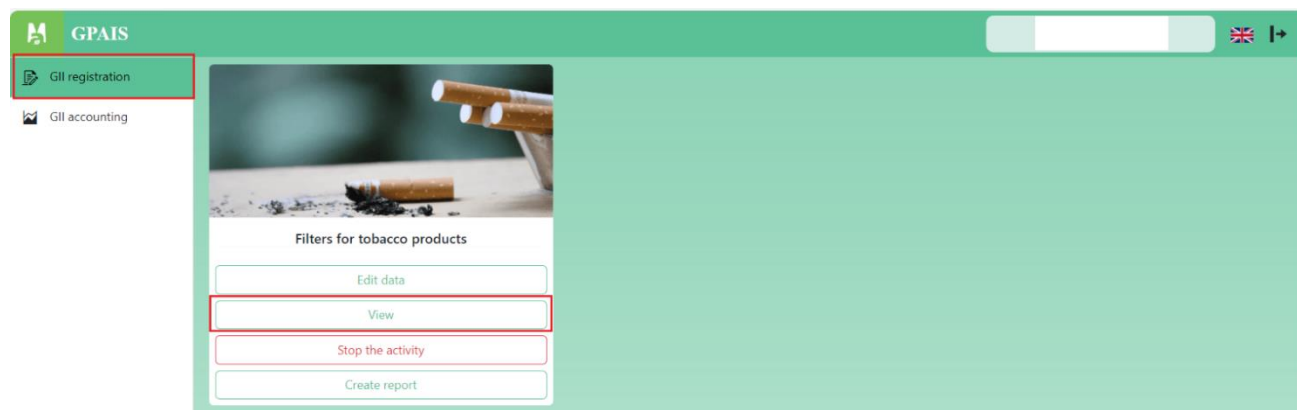 GPAIS
GII registration
GII accounting
Filters for tobacco products
Edit data
View
Stop the activity
Create report